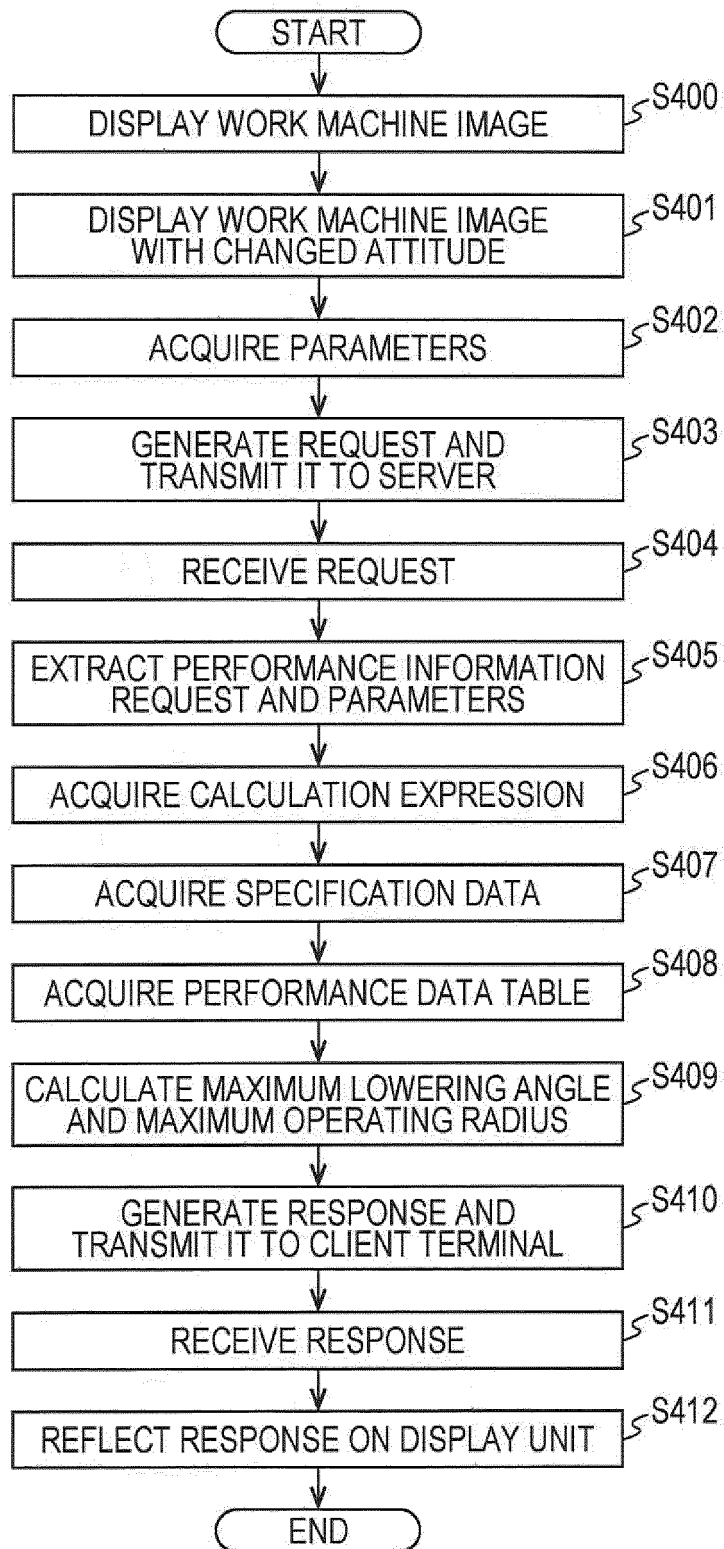 START
DISPLAY WORK MACHINE IMAGE
S400
DISPLAY WORK MACHINE IMAGE
WITH CHANGED ATTITUDE
S401
ACQUIRE PARAMETERS
S402
GENERATE REQUEST AND
TRANSMIT IT TO SERVER
S403
RECEIVE REQUEST
S404
EXTRACT PERFORMANCE INFORMATION
REQUEST AND PARAMETERS
S405
ACQUIRE CALCULATION EXPRESSION
S406
ACQUIRE SPECIFICATION DATA
S407
ACQUIRE PERFORMANCE DATA TABLE
S408
CALCULATE MAXIMUM LOWERING ANGLE
AND MAXIMUM OPERATING RADIUS
S409
GENERATE RESPONSE AND
TRANSMIT IT TO CLIENT TERMINAL
S410
RECEIVE RESPONSE
S411
REFLECT RESPONSE ON DISPLAY UNIT
S412
END